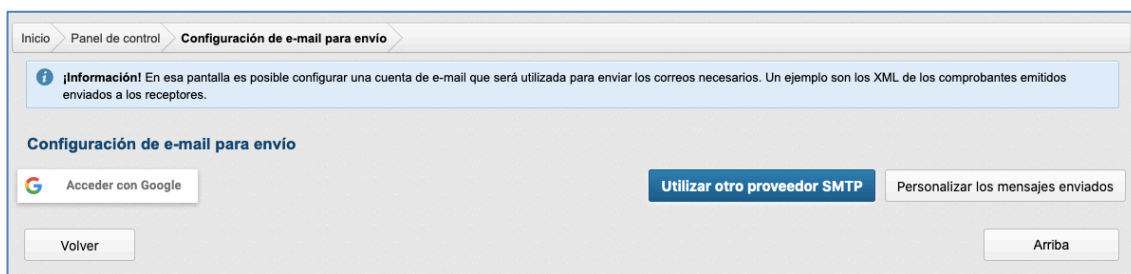 Inicio Panel de control Configuración de e-mail para envío
¡Información! En esa pantalla es posible configurar una cuenta de e-mail que será utilizada para enviar los correos necesarios. Un ejemplo son los XML de los comprobantes emitidos
enviados a los receptores.
Configuración de e-mail para envío
Acceder con Google Utilizar otro proveedor SMTP Personalizar los mensajes enviados
Volver Arriba